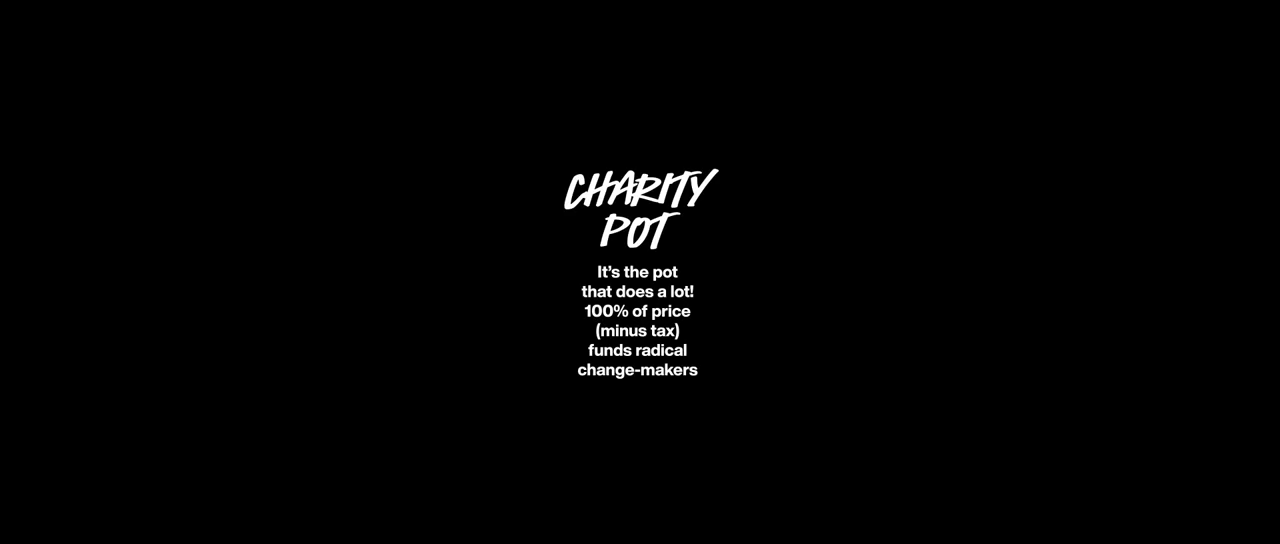 CHARITY
POT
It’s the pot
that does a lot!
100% of price
(minus tax)
funds radical
change-makers